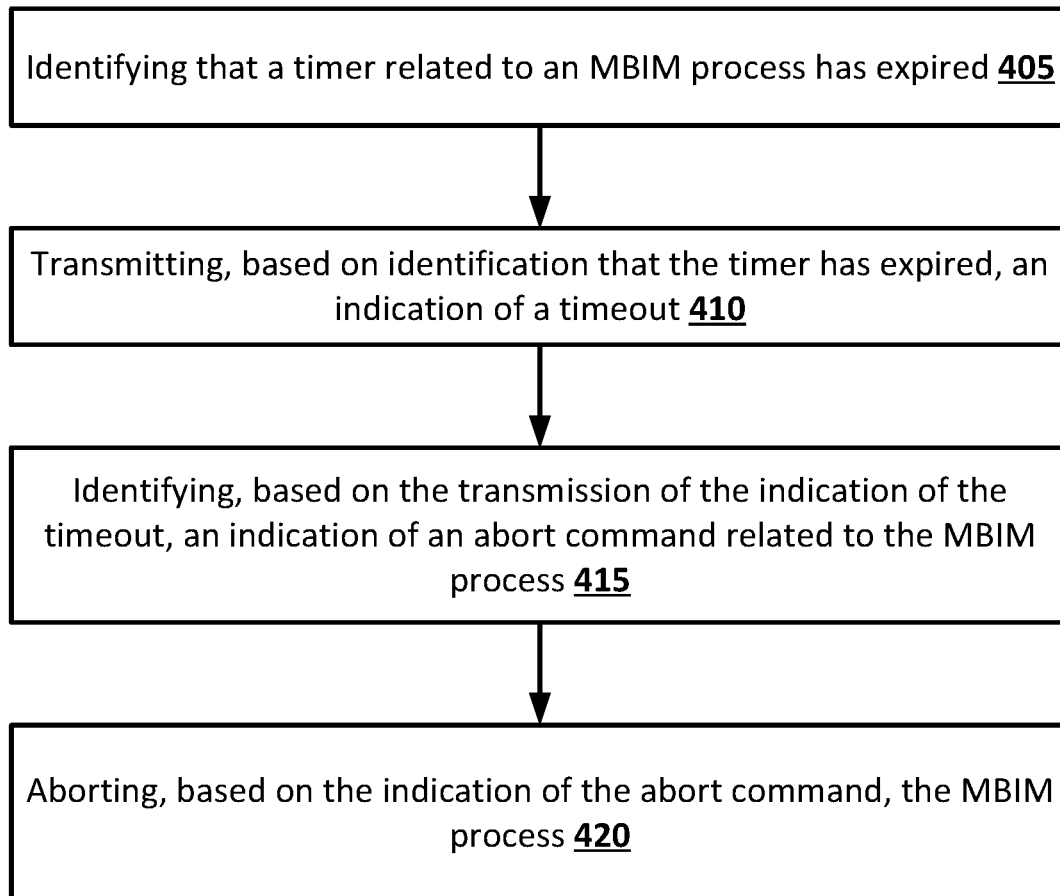 Identifying that a timer related to an MBIM process has expired 405
Transmitting, based on identification that the timer has expired, an
indication of a timeout 410
Identifying, based on the transmission of the indication of the
timeout, an indication of an abort command related to the MBIM
process 415
Aborting, based on the indication of the abort command, the MBIM
process 420